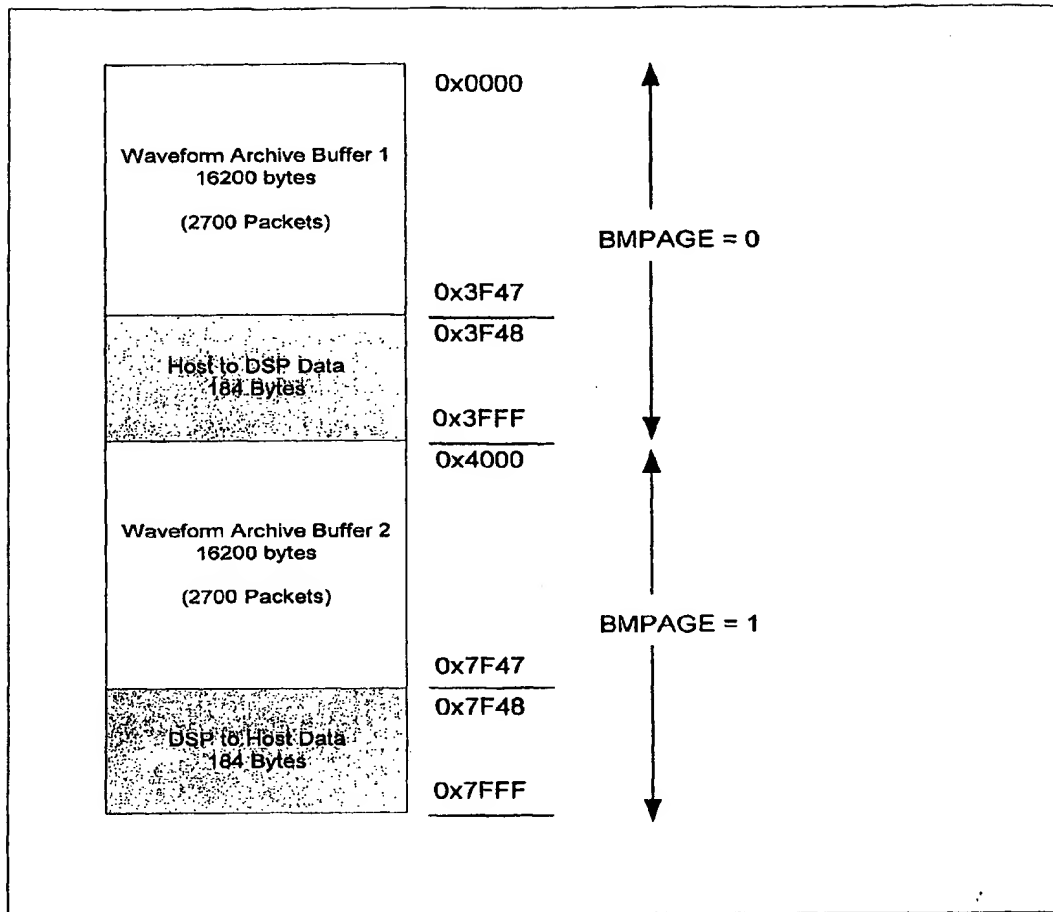 0x0000
Waveform Archive Buffer 1
16200 bytes
(2700 Packets)
BMPAGE = 0
0x3F47
0x3F48
Host to DSP Data
184 Bytes
0x3FFF
0x4000
Waveform Archive Buffer 2
16200 bytes
(2700 Packets)
BMPAGE = 1
0x7F47
0x7F48
DSP to Host Data
184 Bytes
0x7FFF